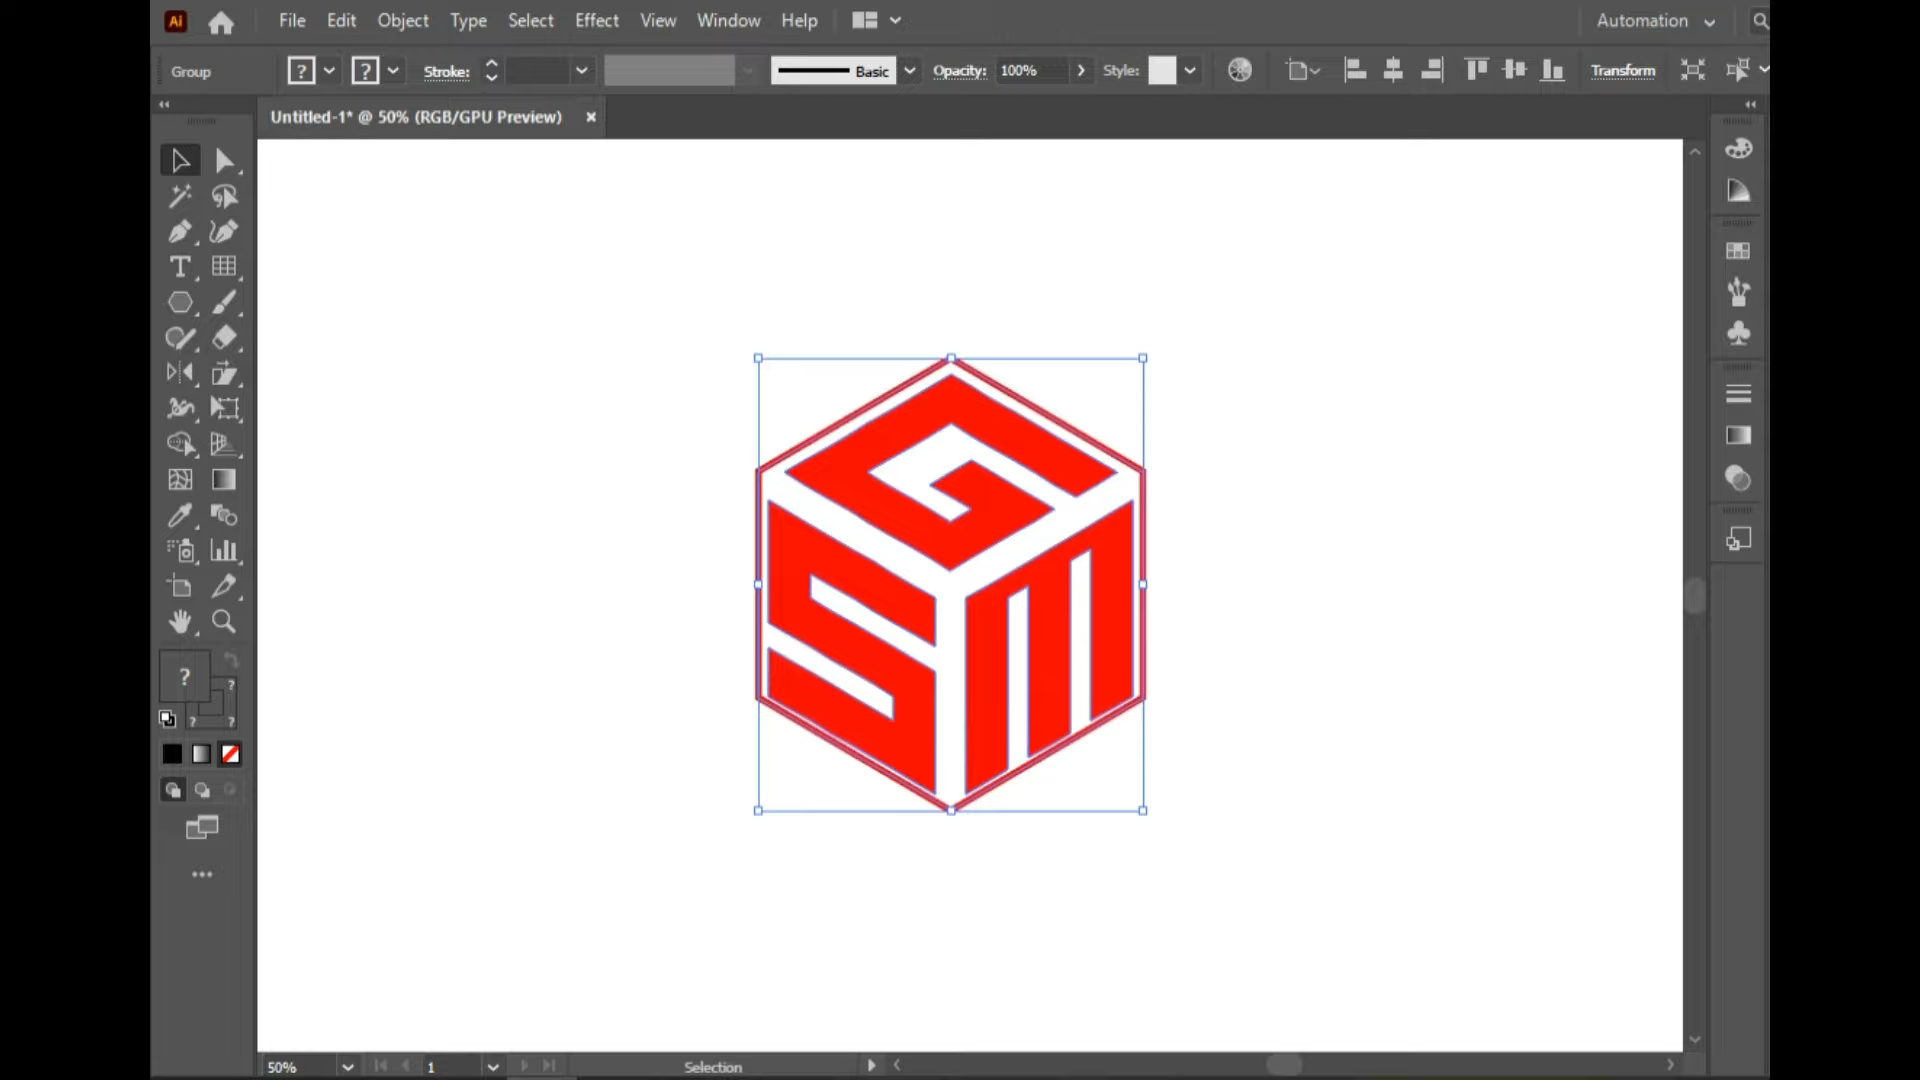 Ai File Edit Object Type Select Effect View Window Help Automation
Group ? ? Stroke: Basic Opacity: 100% Style: Transform
Untitled-1* @ 50% (RGB/GPU Preview) ×
G
S M
?
?
? ?
50% 1 Selection